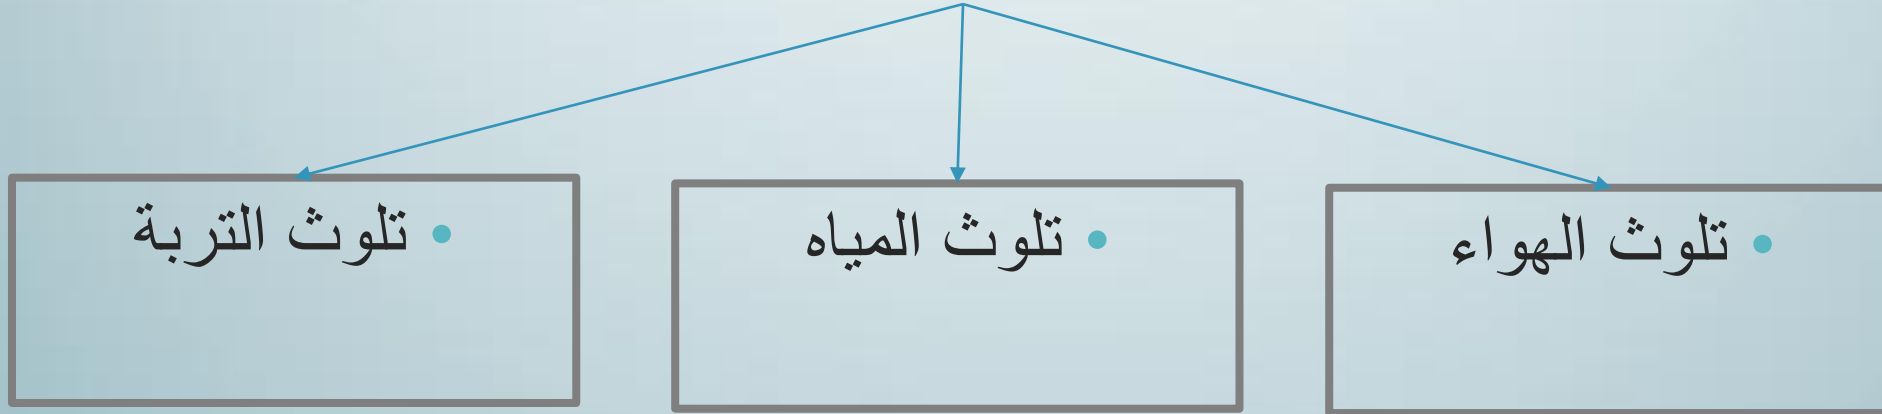 • تلوث الهواء
• تلوث المياه
• تلوث التربة